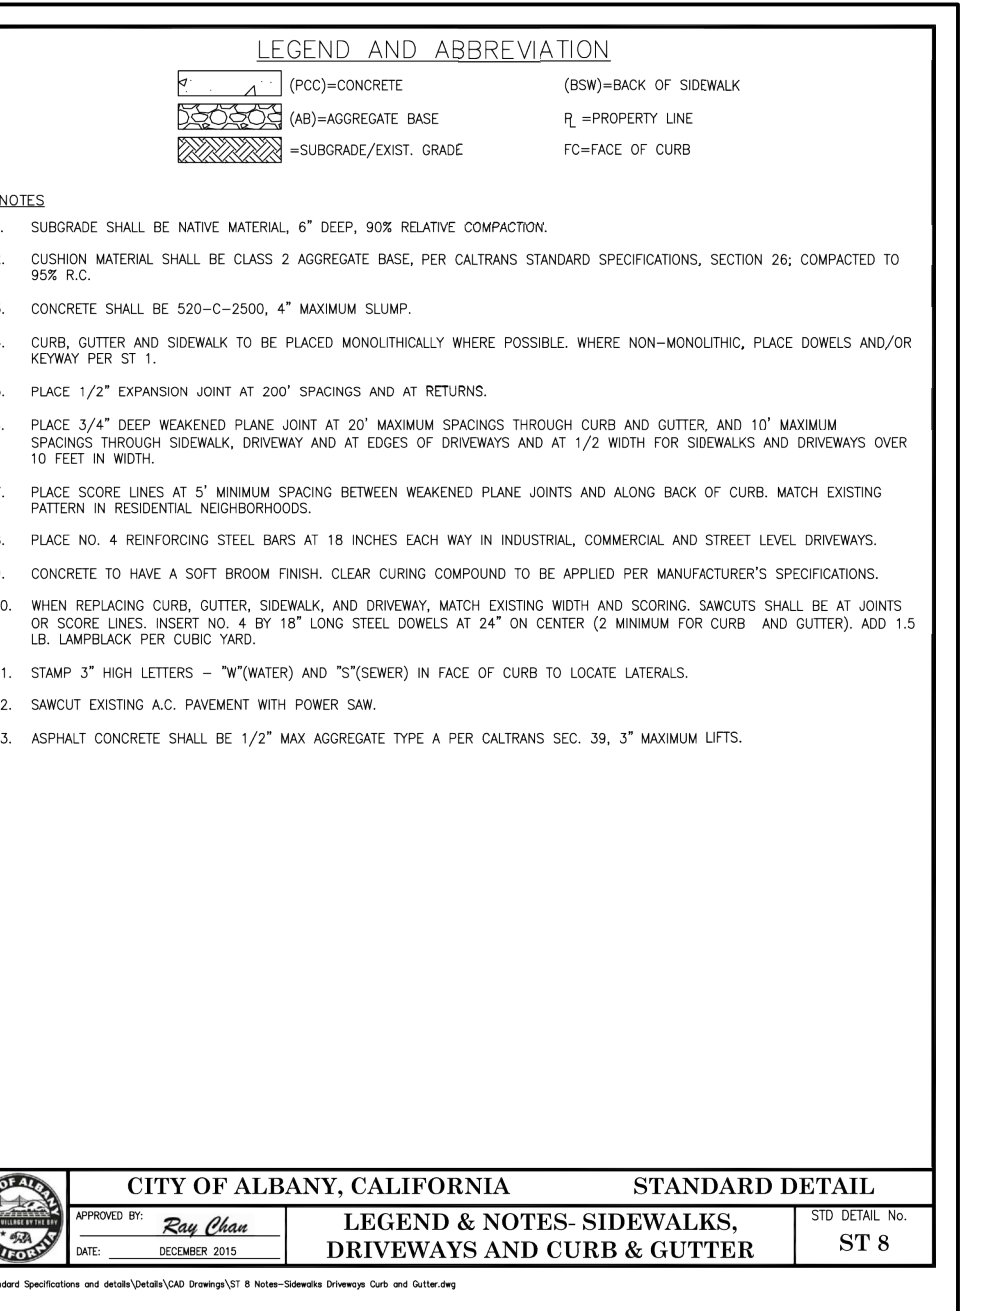 LEGEND AND ABBREVIATION
(PCC)=CONCRETE (BSW)=BACK OF SIDEWALK
(AB)=AGGREGATE BASE PL =PROPERTY LINE
=SUBGRADE/EXIST. GRADE FC=FACE OF CURB
NOTES
. SUBGRADE SHALL BE NATIVE MATERIAL, 6" DEEP, 90% RELATIVE COMPACTION.
. CUSHION MATERIAL SHALL BE CLASS 2 AGGREGATE BASE, PER CALTRANS STANDARD SPECIFICATIONS, SECTION 26; COMPACTED TO
95% R.C.
. CONCRETE SHALL BE 520-C-2500, 4" MAXIMUM SLUMP.
. CURB, GUTTER AND SIDEWALK TO BE PLACED MONOLITHICALLY WHERE POSSIBLE. WHERE NON-MONOLITHIC, PLACE DOWELS AND/OR
KEYWAY PER ST 1.
. PLACE 1/2" EXPANSION JOINT AT 200' SPACINGS AND AT RETURNS.
. PLACE 3/4" DEEP WEAKENED PLANE JOINT AT 20' MAXIMUM SPACINGS THROUGH CURB AND GUTTER, AND 10' MAXIMUM
SPACINGS THROUGH SIDEWALK, DRIVEWAY AND AT EDGES OF DRIVEWAYS AND AT 1/2 WIDTH FOR SIDEWALKS AND DRIVEWAYS OVER
10 FEET IN WIDTH.
. PLACE SCORE LINES AT 5' MINIMUM SPACING BETWEEN WEAKENED PLANE JOINTS AND ALONG BACK OF CURB. MATCH EXISTING
PATTERN IN RESIDENTIAL NEIGHBORHOODS.
. PLACE NO. 4 REINFORCING STEEL BARS AT 18 INCHES EACH WAY IN INDUSTRIAL, COMMERCIAL AND STREET LEVEL DRIVEWAYS.
. CONCRETE TO HAVE A SOFT BROOM FINISH. CLEAR CURING COMPOUND TO BE APPLIED PER MANUFACTURER'S SPECIFICATIONS.
0. WHEN REPLACING CURB, GUTTER, SIDEWALK, AND DRIVEWAY, MATCH EXISTING WIDTH AND SCORING. SAWCUTS SHALL BE AT JOINTS
OR SCORE LINES. INSERT NO. 4 BY 18" LONG STEEL DOWELS AT 24" ON CENTER (2 MINIMUM FOR CURB AND GUTTER). ADD 1.5
LB. LAMPBLACK PER CUBIC YARD.
1. STAMP 3" HIGH LETTERS – "W"(WATER) AND "S"(SEWER) IN FACE OF CURB TO LOCATE LATERALS.
2. SAWCUT EXISTING A.C. PAVEMENT WITH POWER SAW.
3. ASPHALT CONCRETE SHALL BE 1/2" MAX AGGREGATE TYPE A PER CALTRANS SEC. 39, 3" MAXIMUM LIFTS.
OF ALBANY
VILLAGE BY THE BAY
CITY OF ALBANY, CALIFORNIA STANDARD DETAIL
APPROVED BY: Ray Chan
DATE: DECEMBER 2015
LEGEND & NOTES- SIDEWALKS,
DRIVEWAYS AND CURB & GUTTER
STD DETAIL No.
ST 8
ndard Specifications and details\Details\CAD Drawings\ST 8 Notes-Sidewalks Driveways Curb and Gutter.dwg